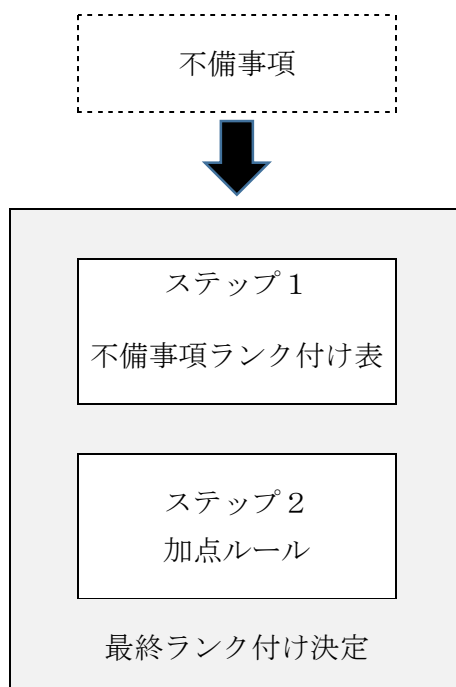 不備事項
ステップ１
不備事項ランク付け表
ステップ２
加点ルール
最終ランク付け決定